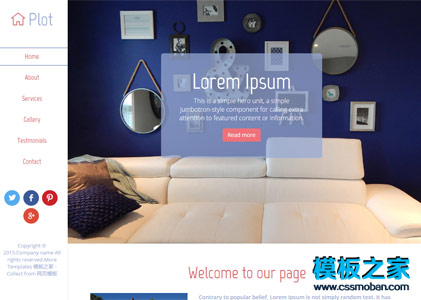 Plot
Home
About
Services
Gallery
Testimonials
Contact
Copyright ©
2015.Company name All
rights reserved.More
Templates 模板之家 -
Collect from 网页模板
Lorem Ipsum
This is a simple hero unit, a simple
Jumbotron-style component for calling extra
attention to featured content or information.
Read more
Welcome to our page
Contrary to popular belief, Lorem Ipsum is not simply random text. It has
模板之家
www.cssmoban.com